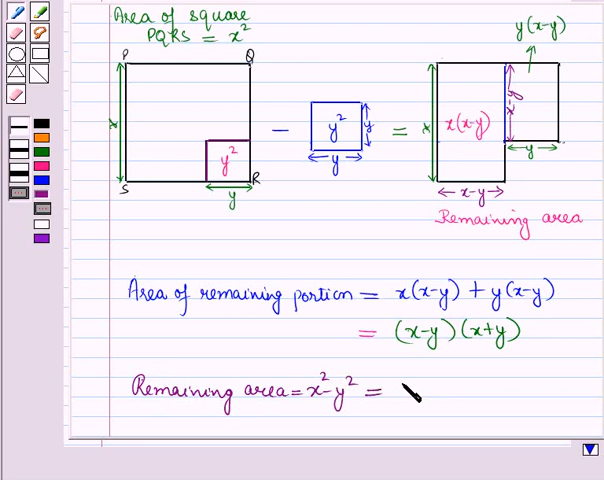 Area of square
PQRS = x²
y(x-y)
P Q
x y² y
S R
- y² y
y
=
x x(x-y) x-y
y
x-y
Remaining area
Area of remaining portion = x(x-y) + y(x-y)
= (x-y) (x+y)
Remaining area = x²-y² =